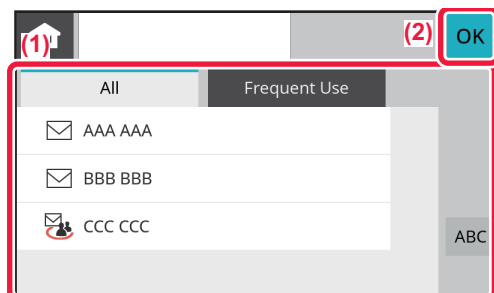 (1)
(2)
OK
All
Frequent Use
AAA AAA
BBB BBB
CCC CCC
ABC